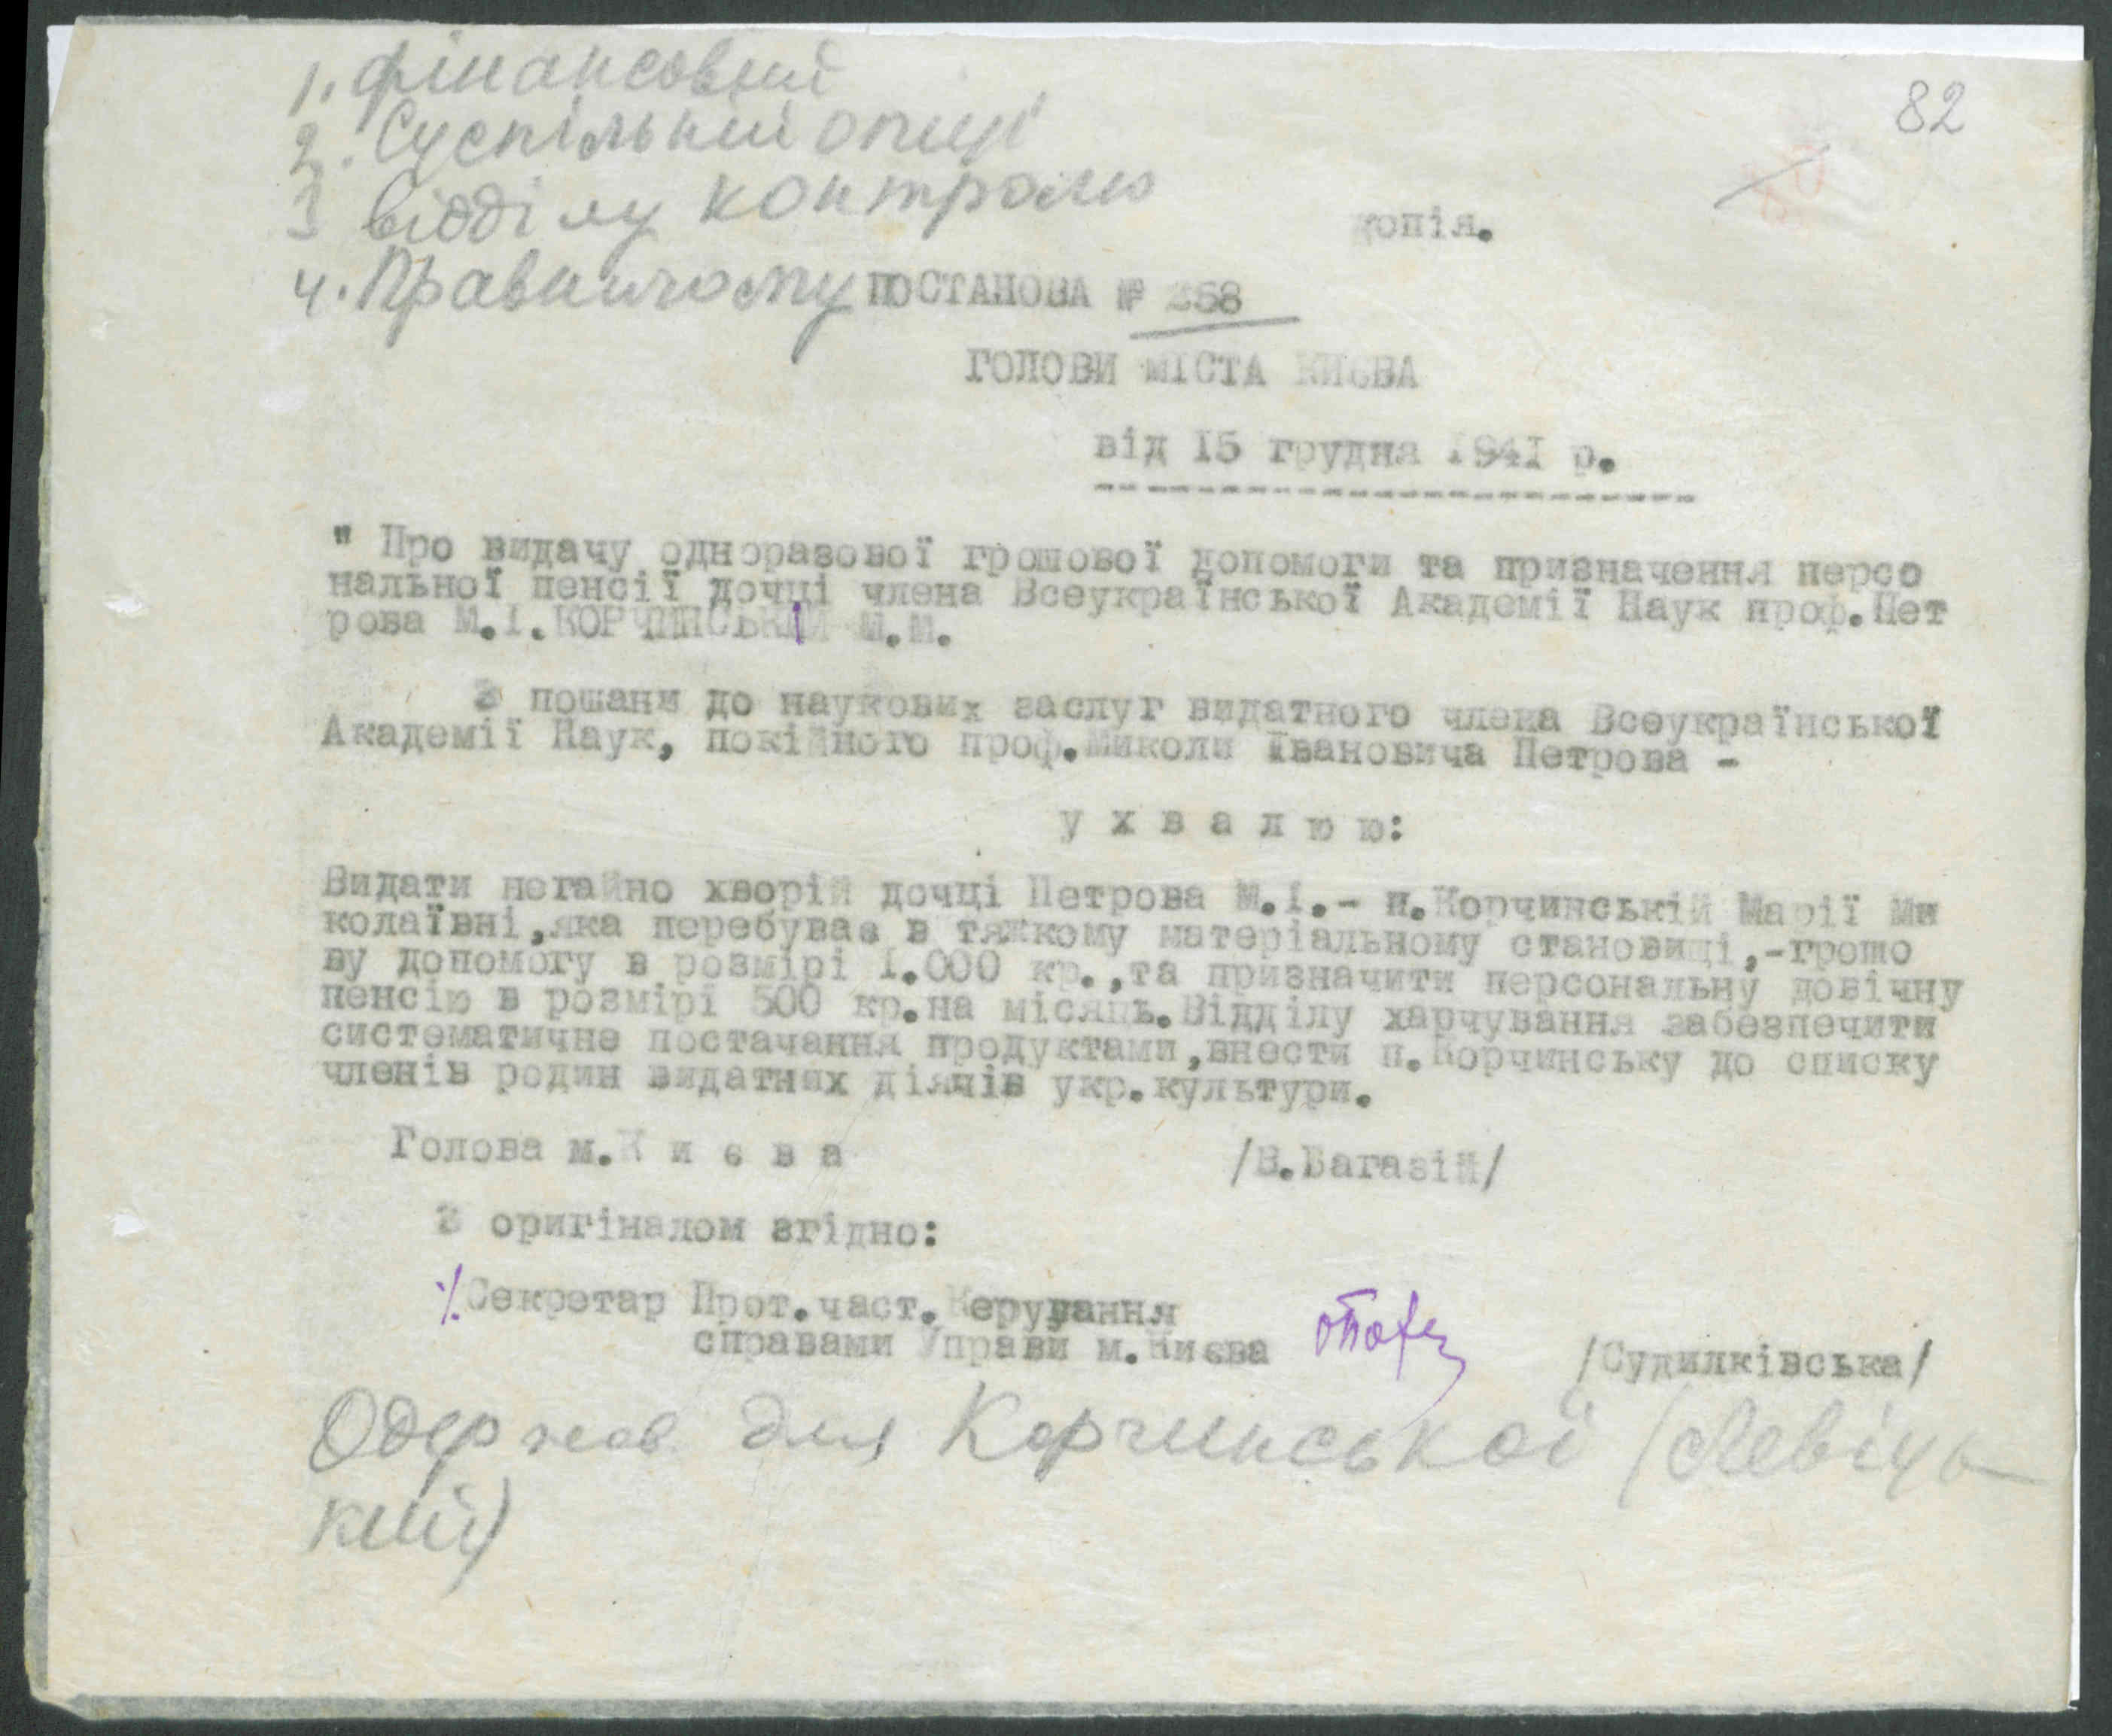 1. фінансовий
82
2. Суспільній опіці
3 відділу контролю
копія.
4. Правничому ПОСТАНОВА № 258
ГОЛОВИ МІСТА КИЄВА
від 15 грудня 1941 р.
" Про видачу одноразової грошової допомоги та призначення персо
нальної пенсії дочці члена Всеукраїнської Академії Наук проф.Пет
рова М.І.КОРЧИНСЬКІЙ М.М.
З пошани до наукових заслуг видатного члена Всеукраїнської
Академії Наук, покійного проф.Миколи Івановича Петрова -
у х в а л ю ю:
Видати негайно хворій дочці Петрова М.І.- п.Корчинській Марії Ми
колаївні,яка перебуває в тяжкому матеріальному становищі,-грошо
ву допомогу в розмірі 1.000 кр.,та призначити персональну довічну
пенсію в розмірі 500 кр.на місяць.Відділу харчування забезпечити
систематичне постачання продуктами,внести п.Корчинську до списку
членів родин видатних діячів укр.культури.
Голова м.К и є в а /В.Багазій/
З оригіналом згідно:
Секретар Прот.част.Керування
справами Управи м.Києва /Судилківська/
Одержав для Корчинської (Левіць
кий)